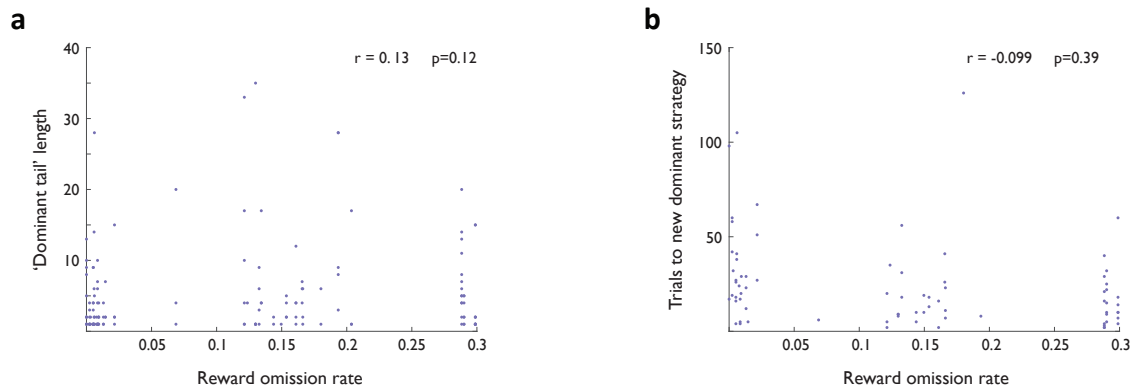 a
r = 0.13 p=0.12
'Dominant tail' length
40
30
20
10
0.05 0.1 0.15 0.2 0.25 0.3
Reward omission rate
b
r = -0.099 p=0.39
Trials to new dominant strategy
150
100
50
0.05 0.1 0.15 0.2 0.25 0.3
Reward omission rate